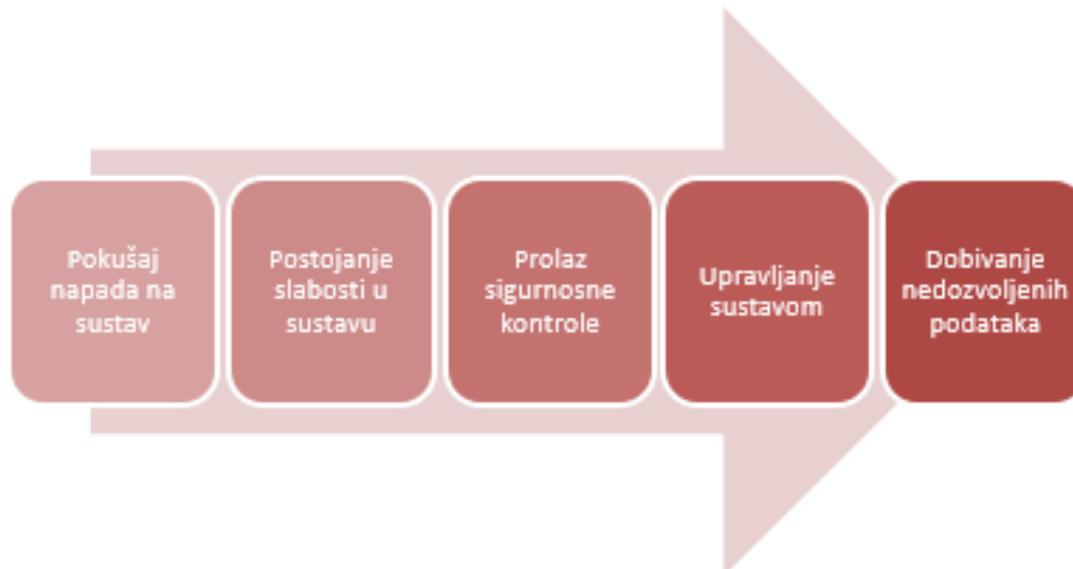 Pokušaj
napada na
sustav
Postojanje
slabosti u
sustavu
Prolaz
sigurnosne
kontrole
Upravljanje
sustavom
Dobivanje
nedozvoljenih
podataka